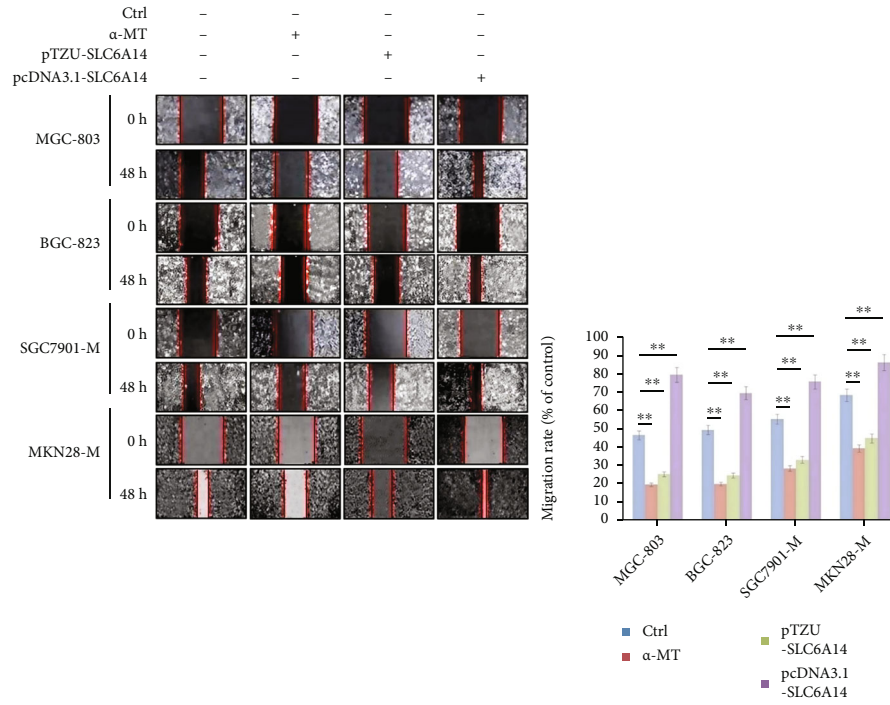 Ctrl – – – –
α-MT – + – –
pTZU-SLC6A14 – – + –
pcDNA3.1-SLC6A14 – – – +
MGC-803
0 h
48 h
BGC-823
0 h
48 h
SGC7901-M
0 h
48 h
MKN28-M
0 h
48 h
Migration rate (% of control)
100
90
80
70
60
50
40
30
20
10
0
** ** **
** ** **
** ** **
** ** **
MGC-803
BGC-823
SGC7901-M
MKN28-M
Ctrl
α-MT
pTZU
-SLC6A14
pcDNA3.1
-SLC6A14